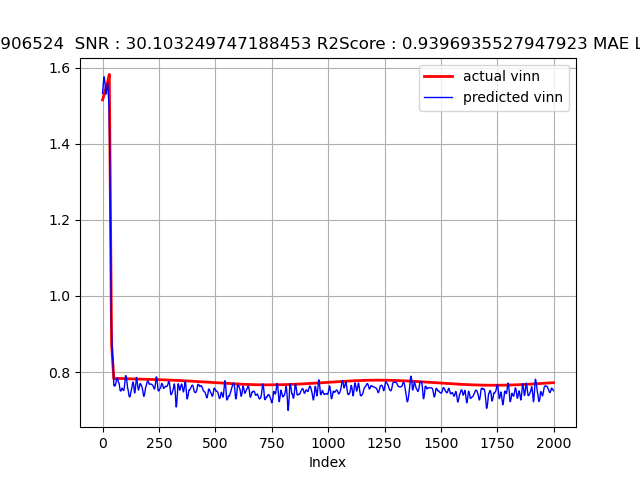 906524  SNR : 30.103249747188453 R2Score : 0.9396935527947923 MAE L
1.6
1.4
1.2
1.0
0.8
actual vinn
predicted vinn
0 250 500 750 1000 1250 1500 1750 2000
Index